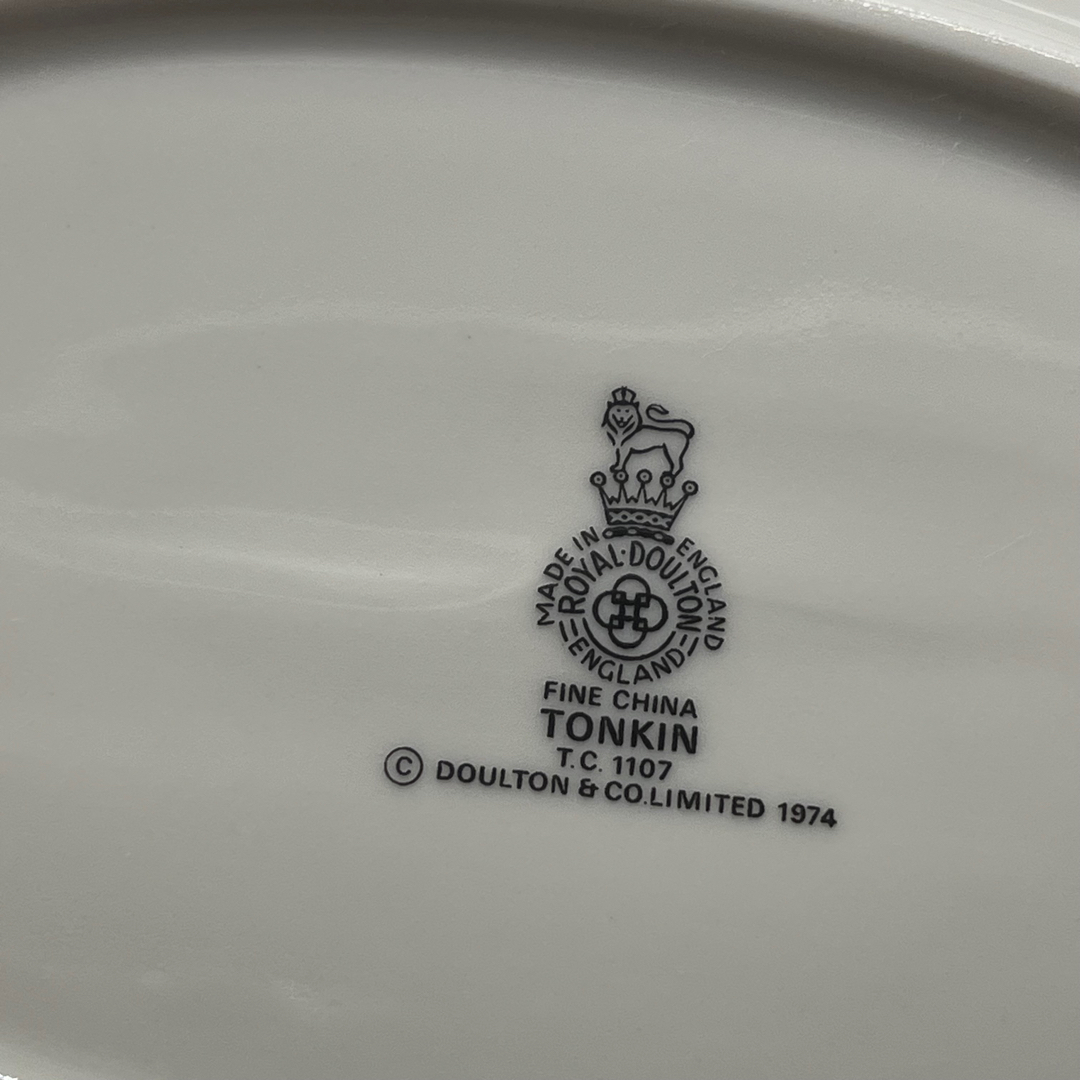 MADE IN ENGLAND
ROYAL·DOULTON
ENGLAND
FINE CHINA
TONKIN
T.C. 1107
© DOULTON & CO.LIMITED 1974